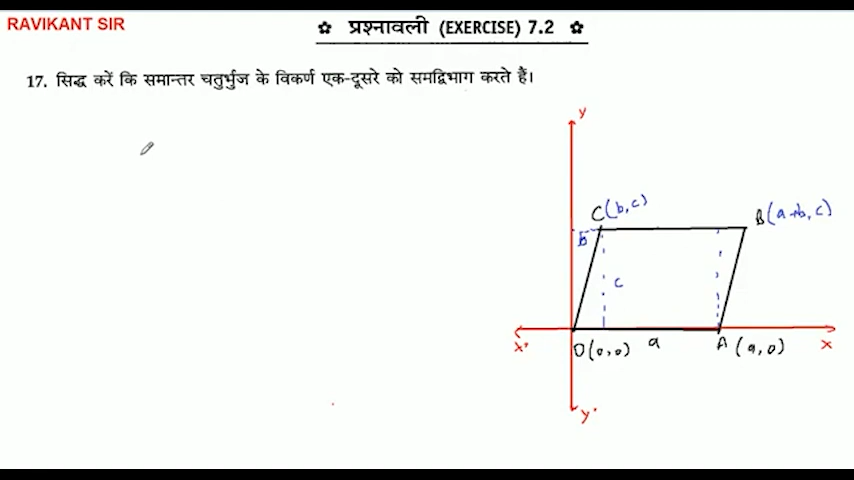 RAVIKANT SIR
✿ प्रश्नावली (EXERCISE) 7.2 ✿
17. सिद्ध करें कि समान्तर चतुर्भुज के विकर्ण एक-दूसरे को समद्विभाग करते हैं।
Y
C(b,c)
B(a+b, c)
b
c
X'
O(0,0)
a
A (a,0)
X
Y'